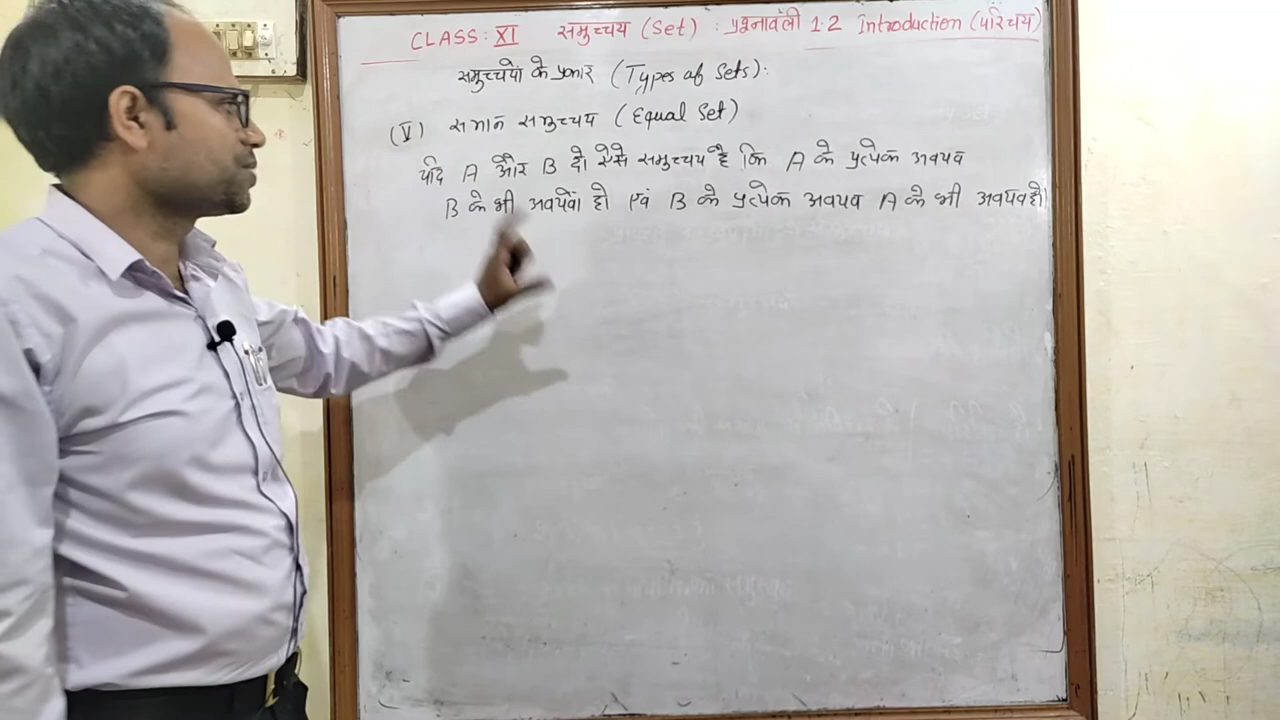 CLASS: XI समुच्चय (Set) : प्रश्नावली 1.2 Introduction (परिचय)
समुच्चयों के प्रकार (Types of Sets):
(V) समान समुच्चय (Equal Set)
यदि A और B दो ऐसे समुच्चय है कि A के प्रत्येक अवयव
B के भी अवयव हो एवं B के प्रत्येक अवयव A के भी अवयव हो।